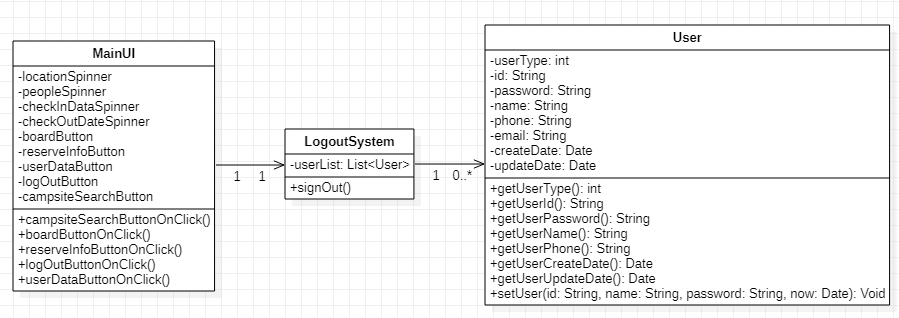 MainUI
-locationSpinner
-peopleSpinner
-checkInDataSpinner
-checkOutDateSpinner
-boardButton
-reserveInfoButton
-userDataButton
-logOutButton
-campsiteSearchButton
+campsiteSearchButtonOnClick()
+boardButtonOnClick()
+reserveInfoButtonOnClick()
+logOutButtonOnClick()
+userDataButtonOnClick()
1 1
LogoutSystem
-userList: List<User>
+signOut()
1 0..*
User
-userType: int
-id: String
-password: String
-name: String
-phone: String
-email: String
-createDate: Date
-updateDate: Date
+getUserType(): int
+getUserId(): String
+getUserPassword(): String
+getUserName(): String
+getUserPhone(): String
+getUserCreateDate(): Date
+getUserUpdateDate(): Date
+setUser(id: String, name: String, password: String, now: Date): Void